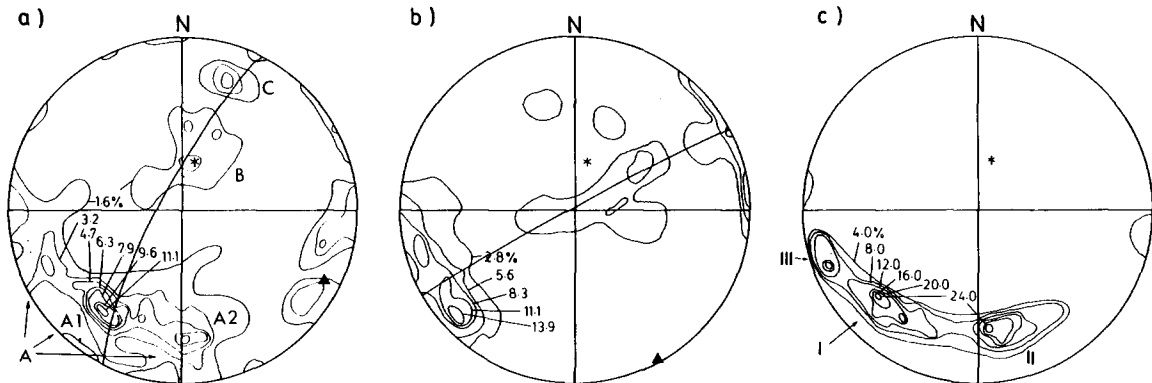 a)
N
C
*
B
1.6%
3.2
4.7
6.3
7.9
9.6
11.1
A1
A2
A
b)
N
*
2.8%
5.6
8.3
11.1
13.9
c)
N
*
4.0%
8.0
12.0
16.0
20.0
24.0
III
I
II